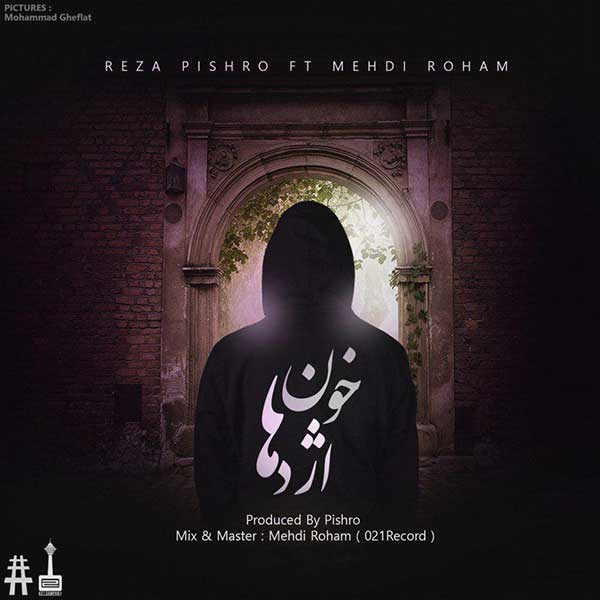 PICTURES :
Mohammad Gheflat
REZA PISHRO FT MEHDI ROHAM
خون
اژدها
Produced By Pishro
Mix & Master : Mehdi Roham ( 021Record )